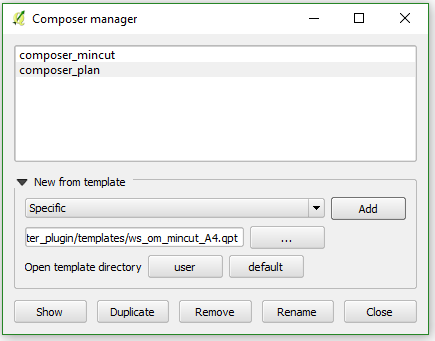 Composer manager
composer_mincut
composer_plan
New from template
Specific
Add
ter_plugin/templates/ws_om_mincut_A4.qpt
...
Open template directory
user
default
Show
Duplicate
Remove
Rename
Close